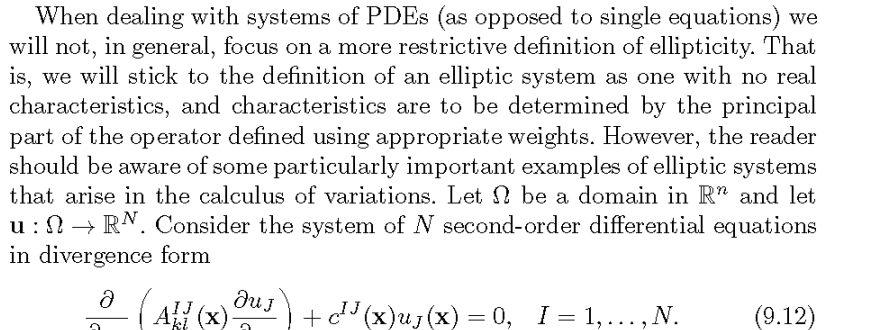 When dealing with systems of PDEs (as opposed to single equations) we
will not, in general, focus on a more restrictive definition of ellipticity. That
is, we will stick to the definition of an elliptic system as one with no real
characteristics, and characteristics are to be determined by the principal
part of the operator defined using appropriate weights. However, the reader
should be aware of some particularly important examples of elliptic systems
that arise in the calculus of variations. Let Ω be a domain in ℝⁿ and let
u : Ω → ℝᴺ. Consider the system of N second-order differential equations
in divergence form
∂/∂ (A^{IJ}_{kl}(x) ∂u_J/∂ ) + c^{IJ}(x)u_J(x) = 0, I = 1, . . . , N. (9.12)